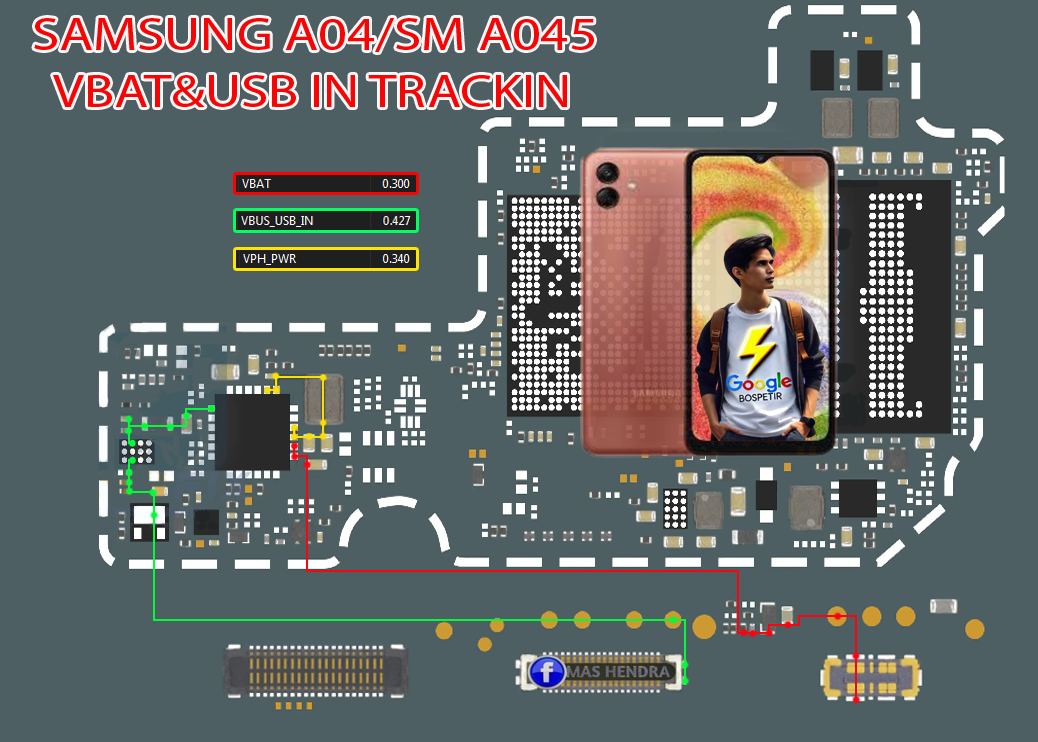 SAMSUNG A04/SM A045
VBAT&USB IN TRACKIN
VBAT 0.300
VBUS_USB_IN 0.427
VPH_PWR 0.340
SAMSUNG
Google
BOSPETIR
f MAS HENDRA